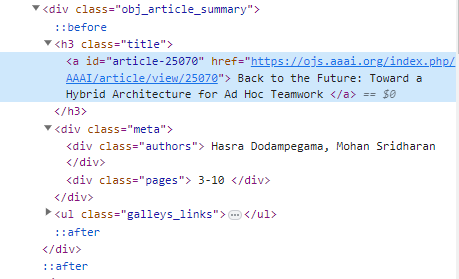 <div class="obj_article_summary">
::before
<h3 class="title">
<a id="article-25070" href="https://ojs.aaai.org/index.php/
AAAI/article/view/25070"> Back to the Future: Toward a
Hybrid Architecture for Ad Hoc Teamwork </a> == $0
</h3>
<div class="meta">
<div class="authors"> Hasra Dodampegama, Mohan Sridharan
</div>
<div class="pages"> 3-10 </div>
</div>
<ul class="galleys_links">…</ul>
::after
</div>
::after